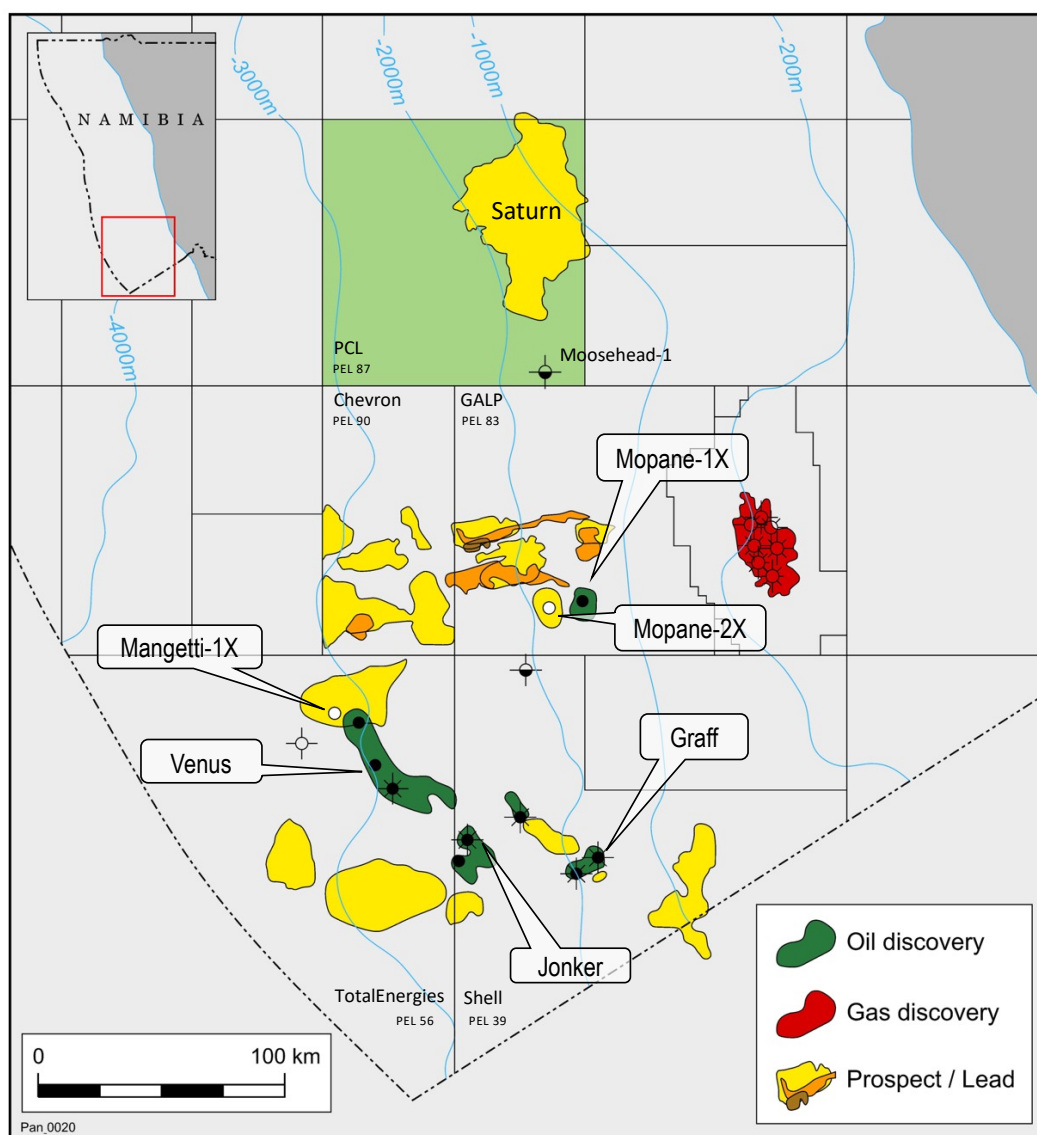 NAMIBIA
-3000m
-2000m
-1000m
-200m
-4000m
Saturn
PCL
PEL 87
Moosehead-1
Chevron
PEL 90
GALP
PEL 83
Mopane-1X
Mopane-2X
Mangetti-1X
Venus
Graff
Jonker
TotalEnergies
PEL 56
Shell
PEL 39
Oil discovery
Gas discovery
Prospect / Lead
0 100 km
Pan_0020